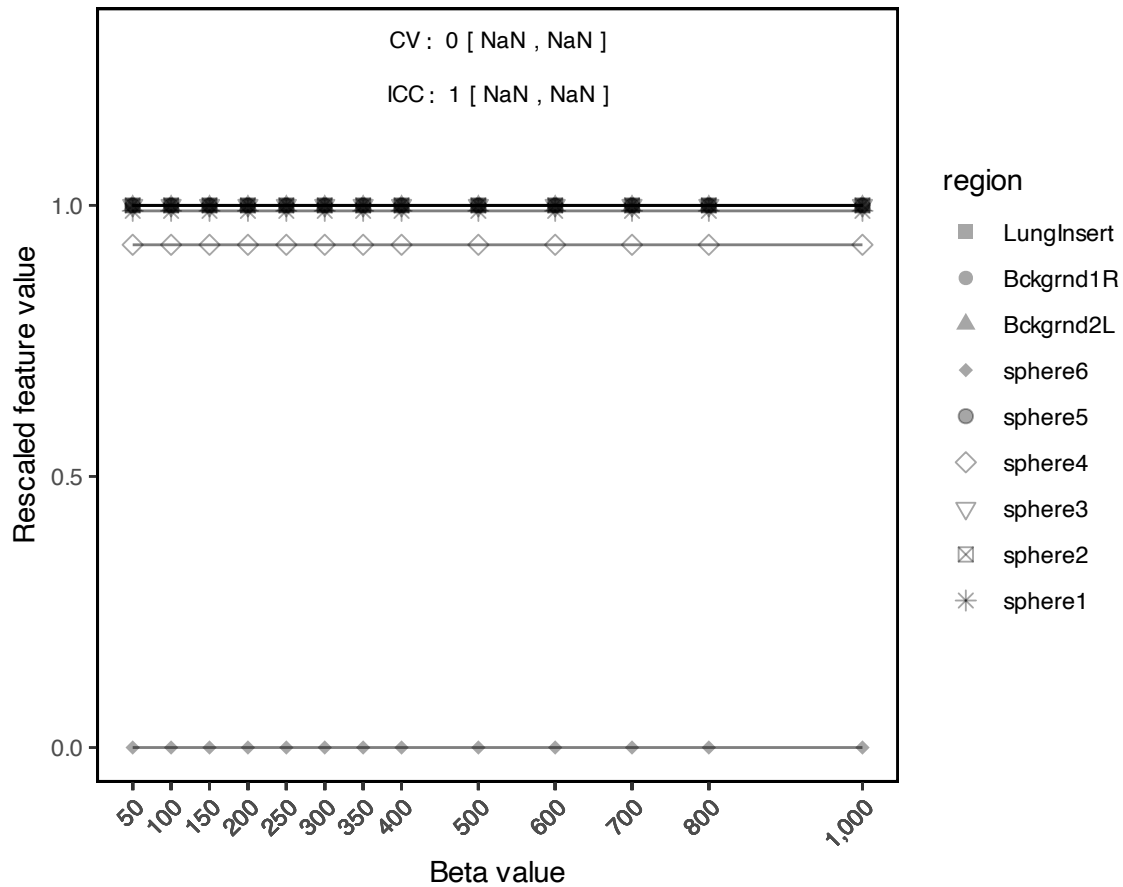 CV : 0 [ NaN , NaN ]
ICC : 1 [ NaN , NaN ]
Rescaled feature value
1.0
0.5
0.0
50
100
150
200
250
300
350
400
500
600
700
800
1,000
Beta value
region
LungInsert
Bckgrnd1R
Bckgrnd2L
sphere6
sphere5
sphere4
sphere3
sphere2
sphere1